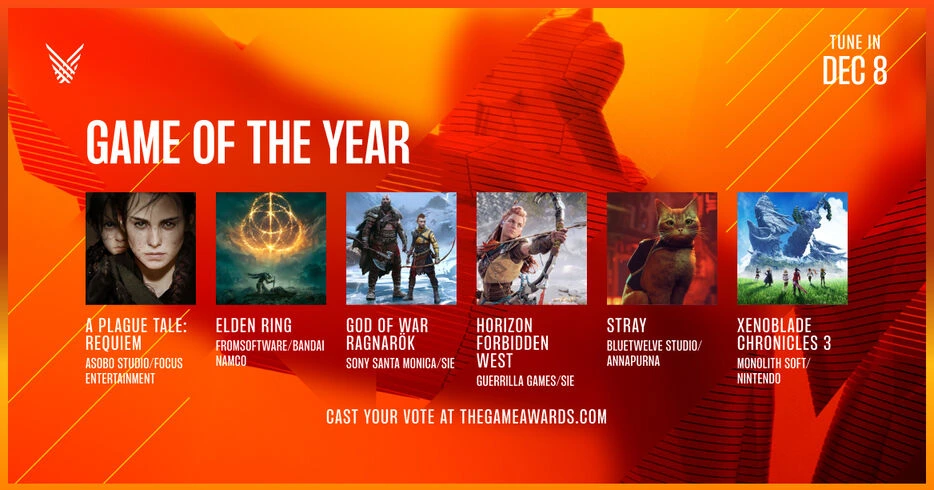 TUNE IN
DEC 8
GAME OF THE YEAR
A PLAGUE TALE:
REQUIEM
ASOBO STUDIO/FOCUS
ENTERTAINMENT
ELDEN RING
FROMSOFTWARE/BANDAI
NAMCO
GOD OF WAR
RAGNARÖK
SONY SANTA MONICA/SIE
HORIZON
FORBIDDEN
WEST
GUERRILLA GAMES/SIE
STRAY
BLUETWELVE STUDIO/
ANNAPURNA
XENOBLADE
CHRONICLES 3
MONOLITH SOFT/
NINTENDO
CAST YOUR VOTE AT THEGAMEAWARDS.COM